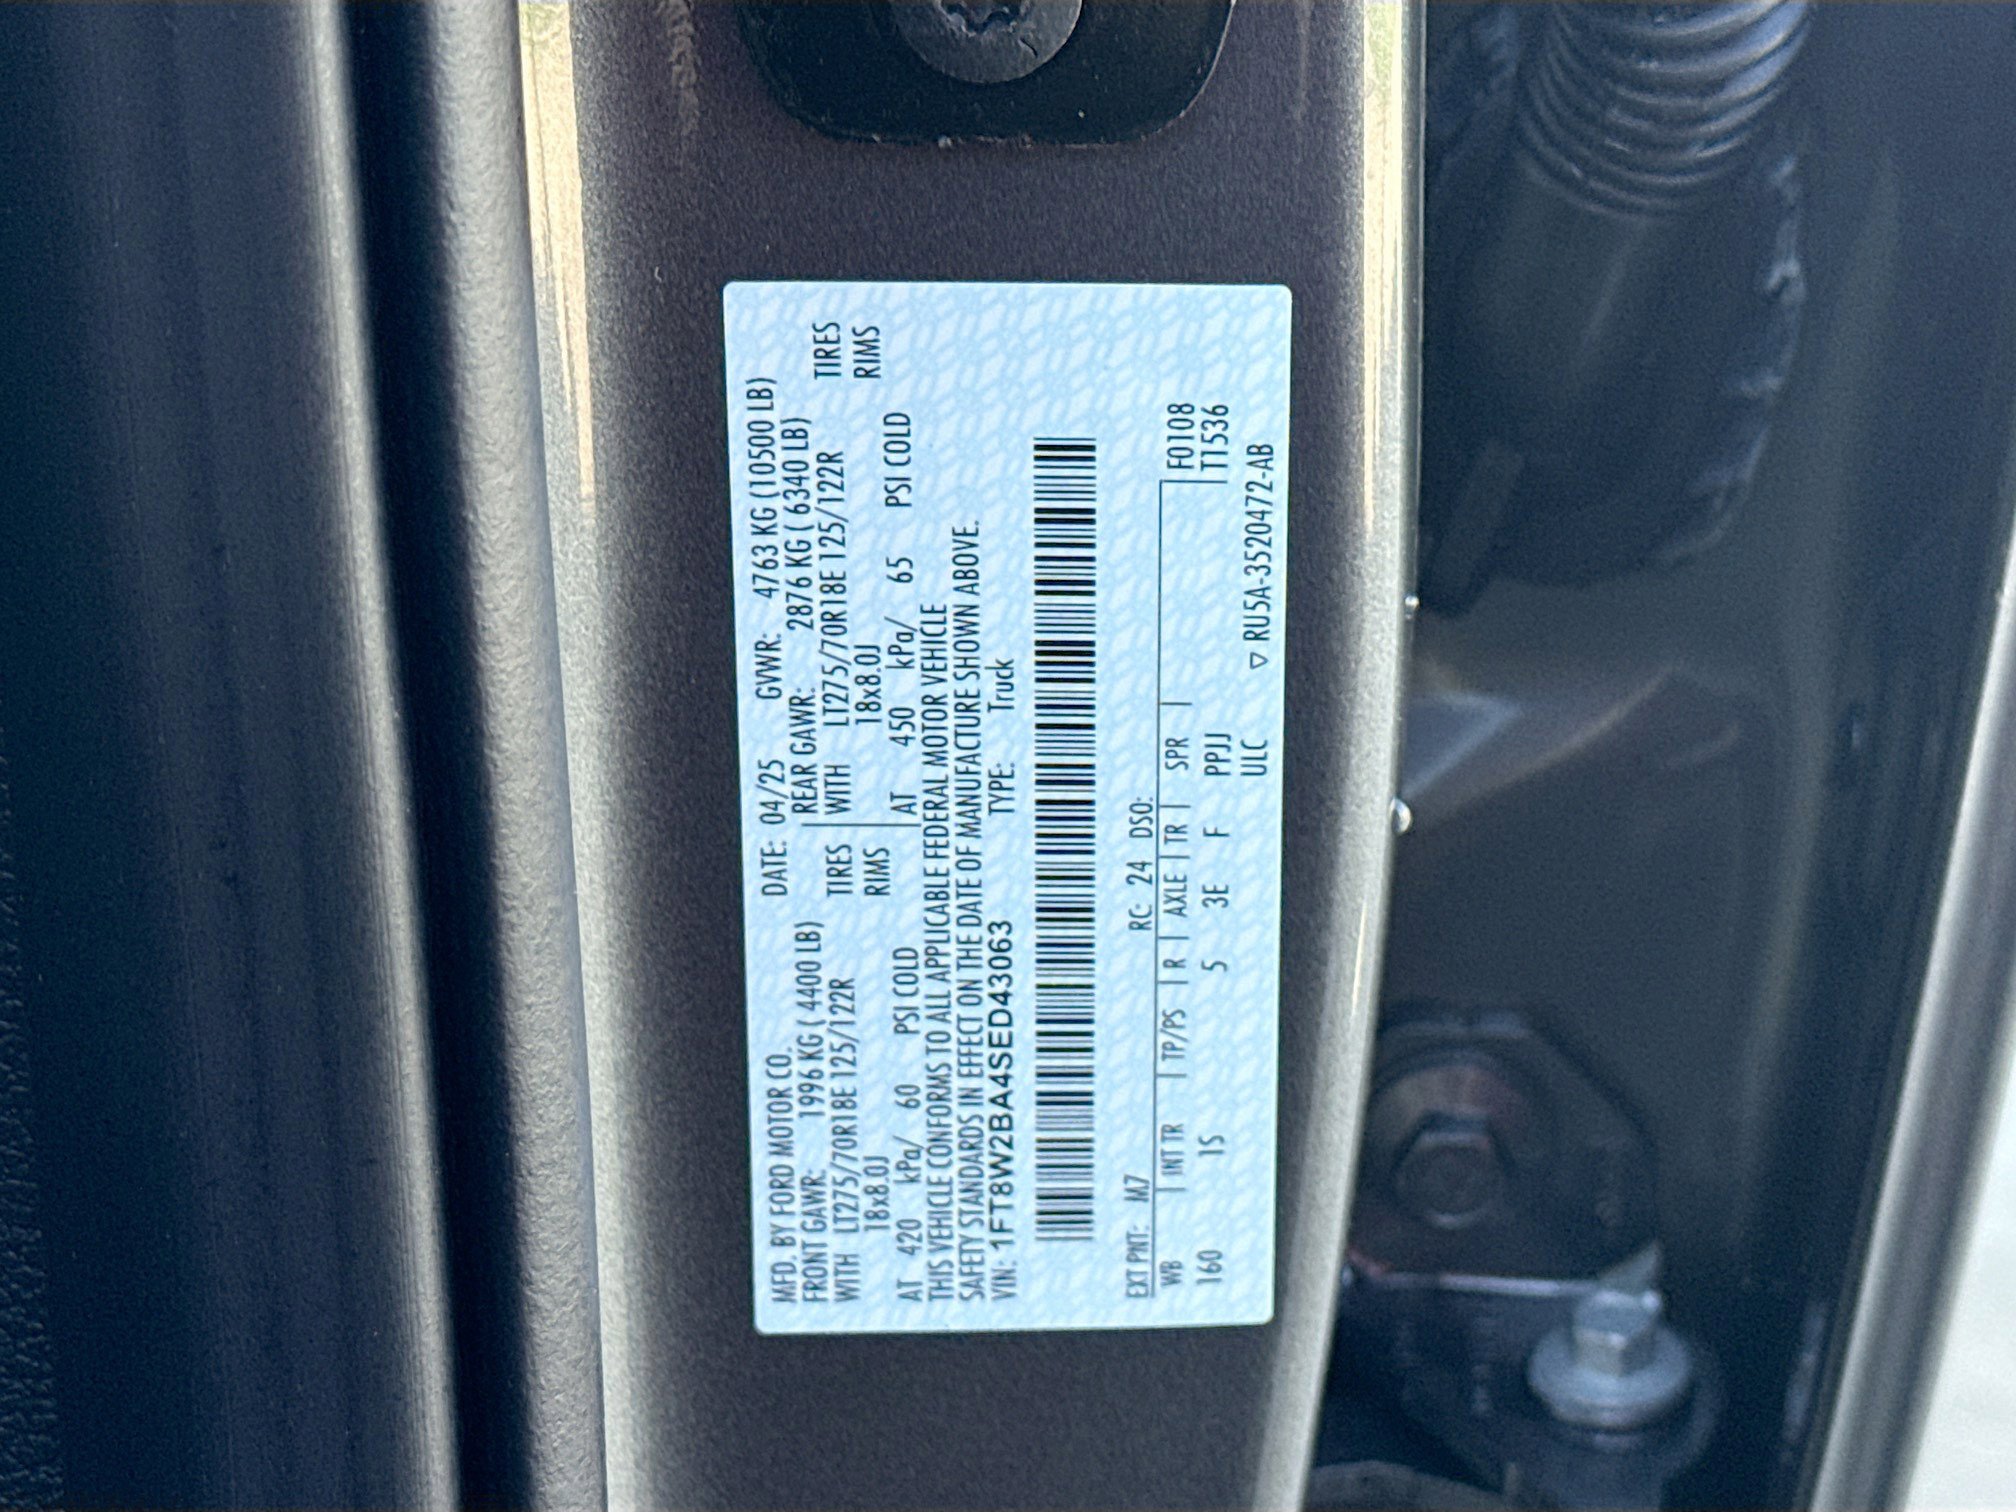 MFD. BY FORD MOTOR CO. DATE: 04/25 GVWR: 4763 KG (10500 LB)
FRONT GAWR: 1996 KG ( 4400 LB) REAR GAWR: 2876 KG ( 6340 LB)
WITH LT275/70R18E 125/122R TIRES WITH LT275/70R18E 125/122R TIRES
18x8.0J RIMS 18x8.0J RIMS
AT 420 kPa/ 60 PSI COLD AT 450 kPa/ 65 PSI COLD
THIS VEHICLE CONFORMS TO ALL APPLICABLE FEDERAL MOTOR VEHICLE
SAFETY STANDARDS IN EFFECT ON THE DATE OF MANUFACTURE SHOWN ABOVE.
VIN: 1FT8W2BA4SED43063 TYPE: Truck
EXT PNT: M7 RC: 24 DSO:
WB | INT TR | TP/PS | R | AXLE | TR | SPR | F0108
160 1S 5 3E F PPJJ T1536
ULC ▽ RU5A-3520472-AB